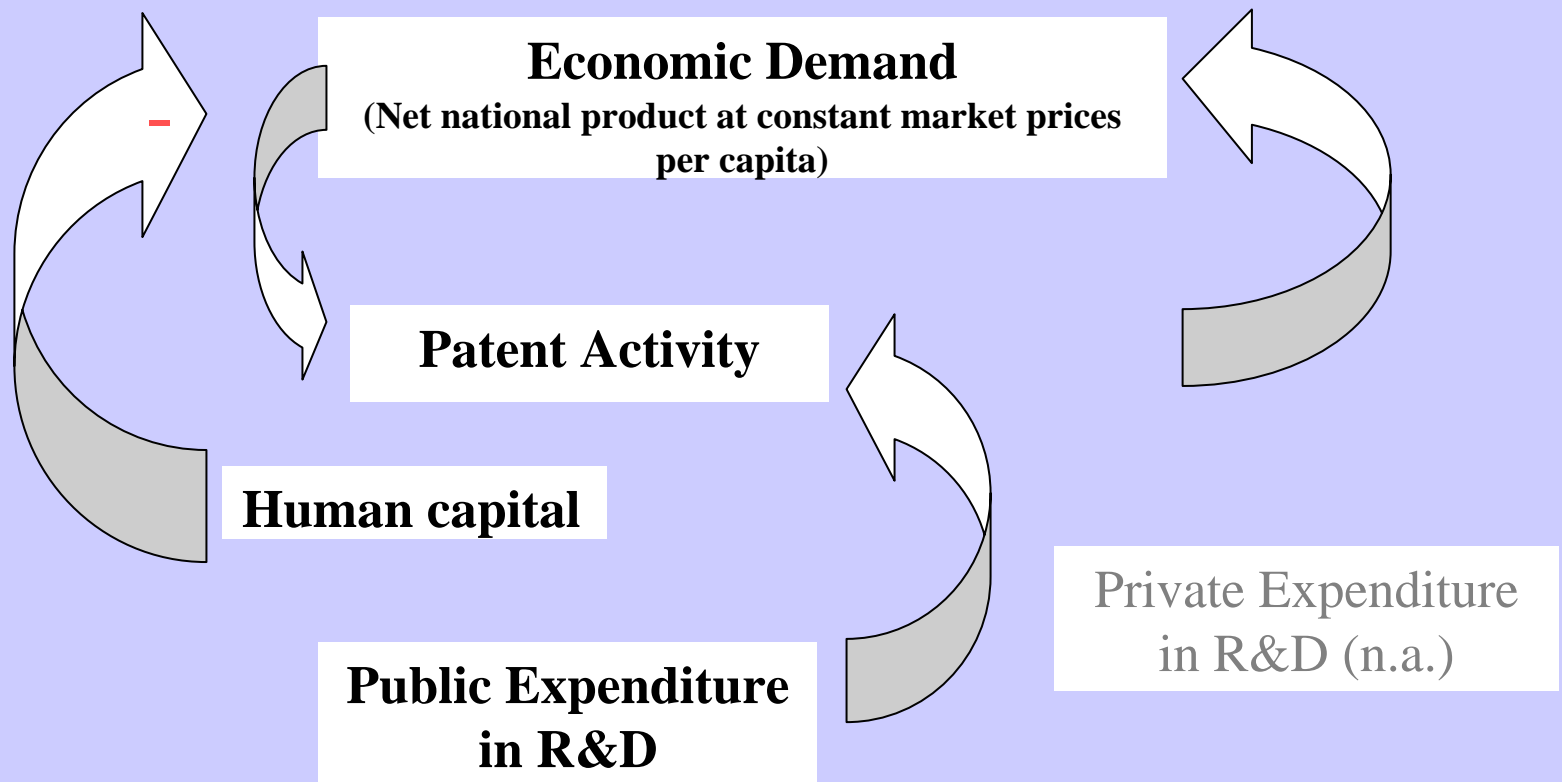 Economic Demand
(Net national product at constant market prices
per capita)
-
Patent Activity
Human capital
Private Expenditure
in R&D (n.a.)
Public Expenditure
in R&D